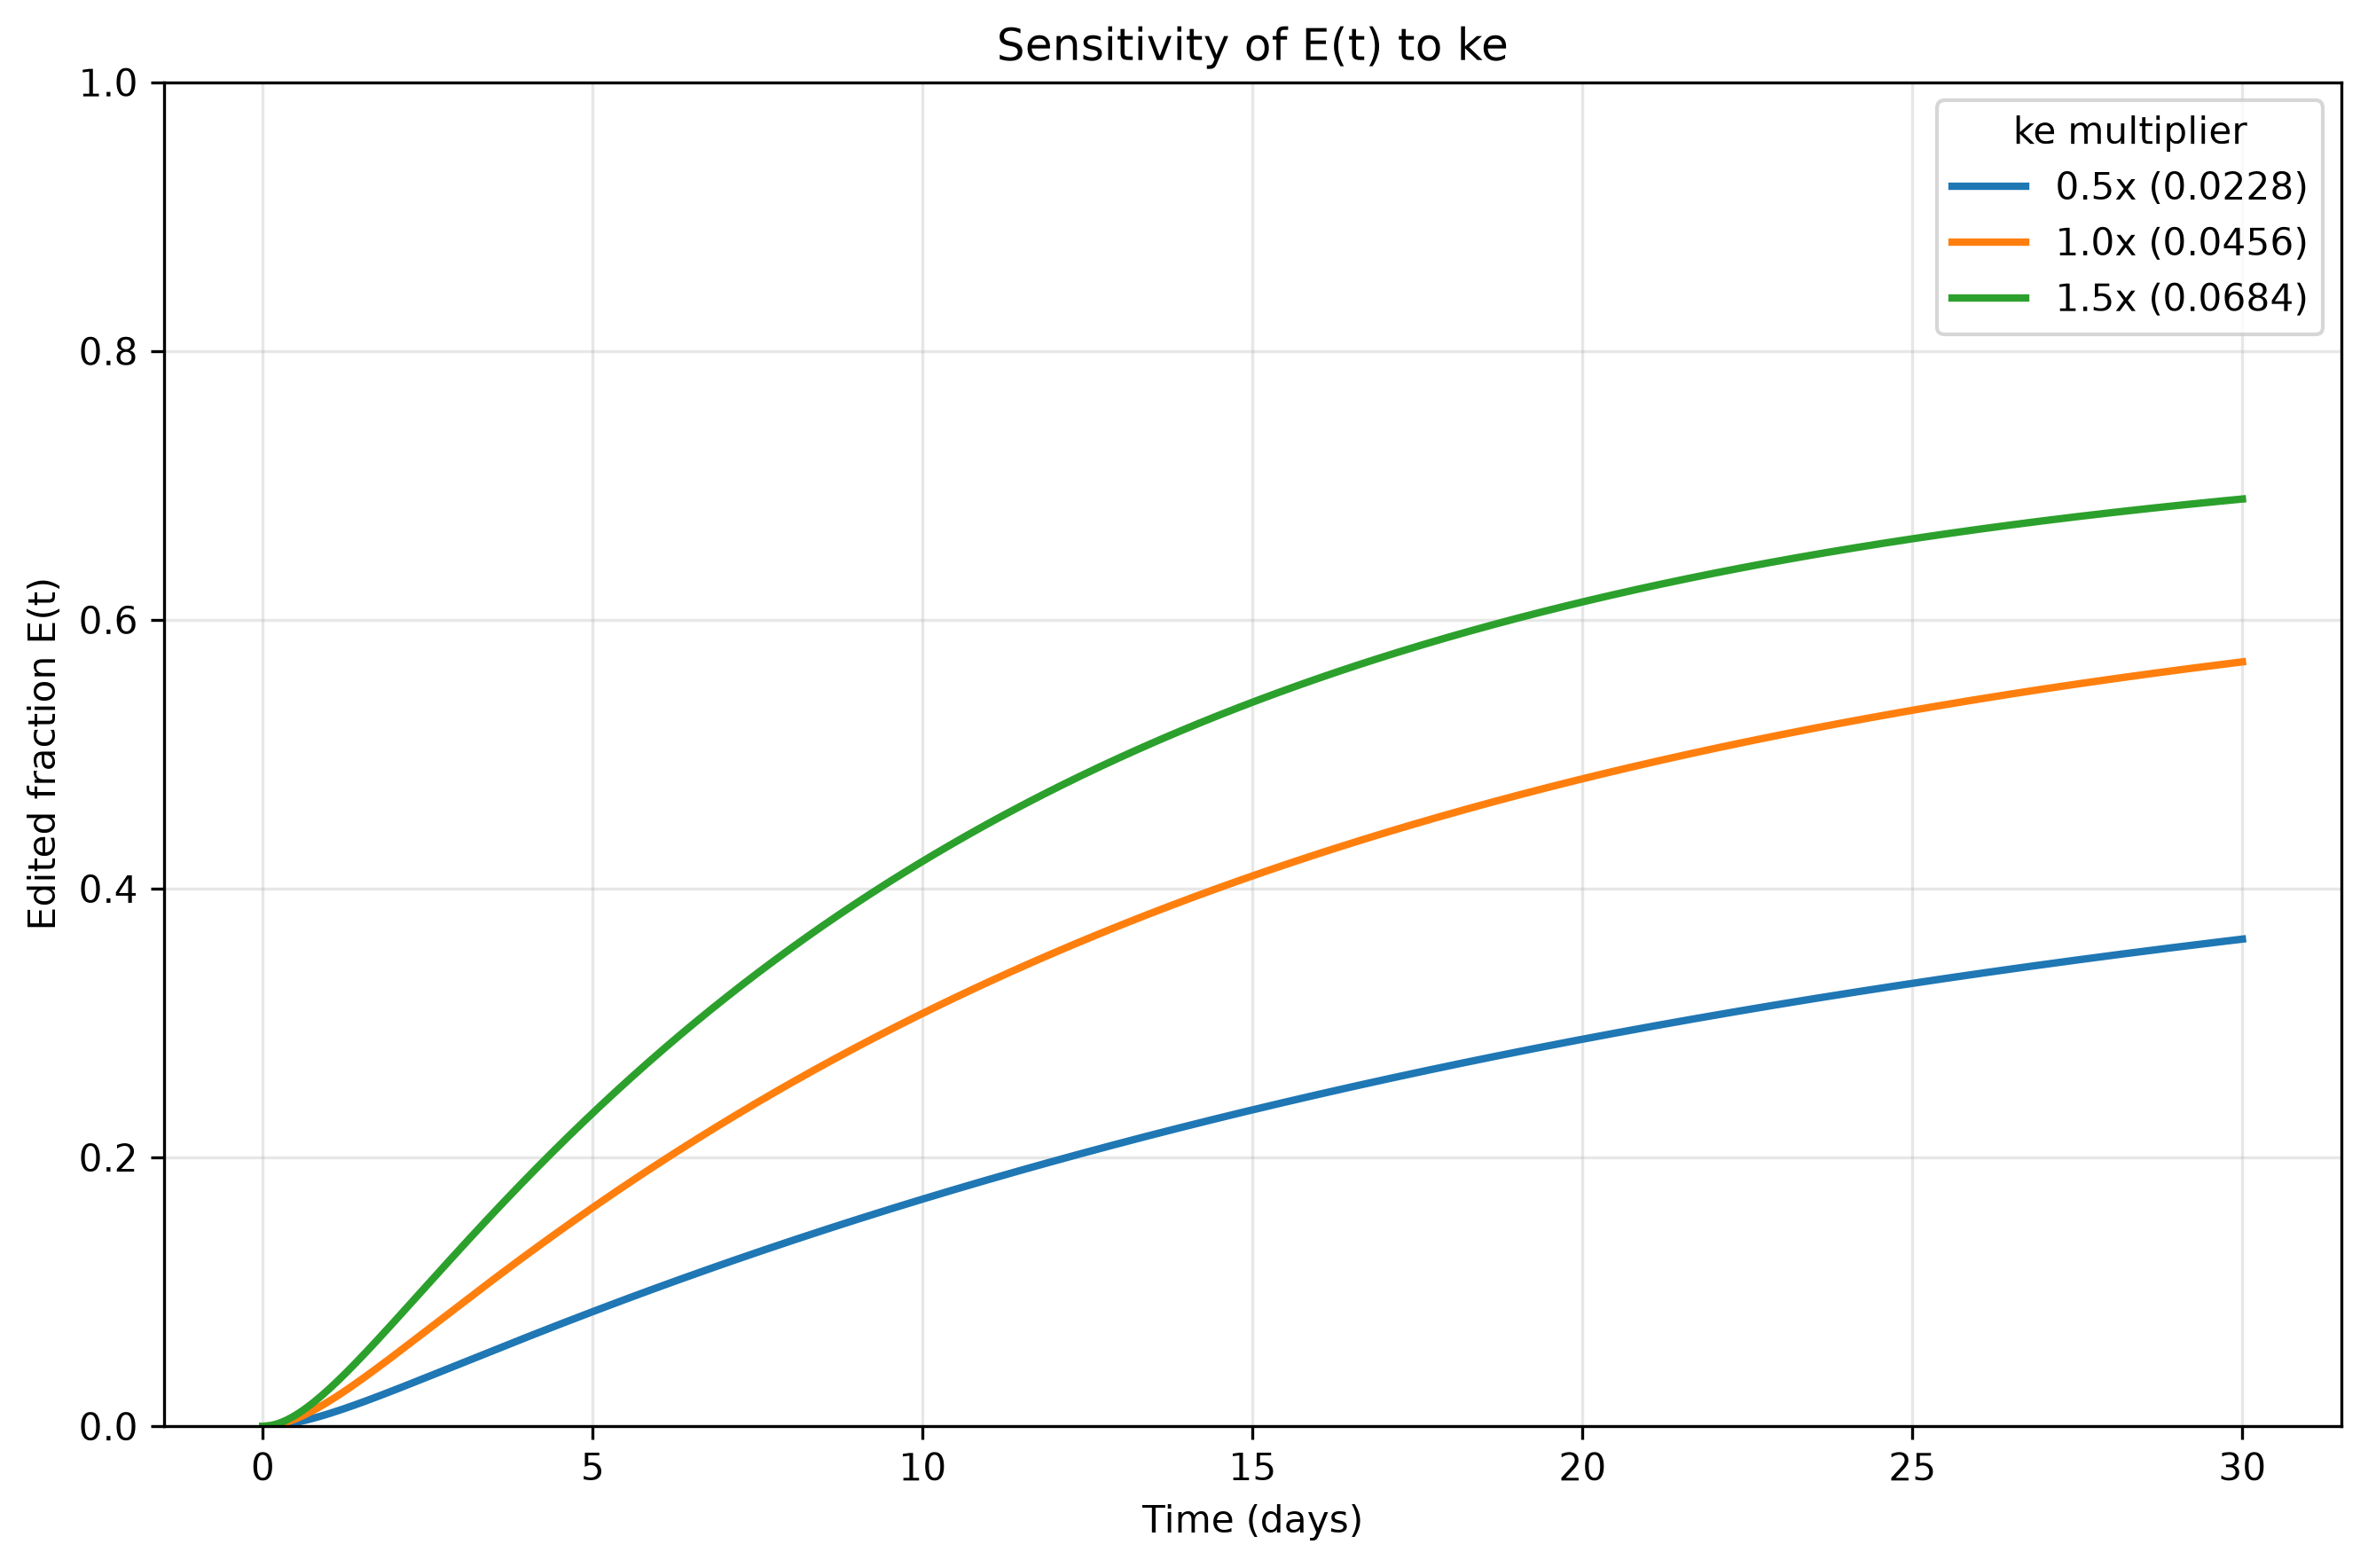 Sensitivity of E(t) to ke
ke multiplier
0.5x (0.0228)
1.0x (0.0456)
1.5x (0.0684)
Edited fraction E(t)
1.0
0.8
0.6
0.4
0.2
0.0
0 5 10 15 20 25 30
Time (days)